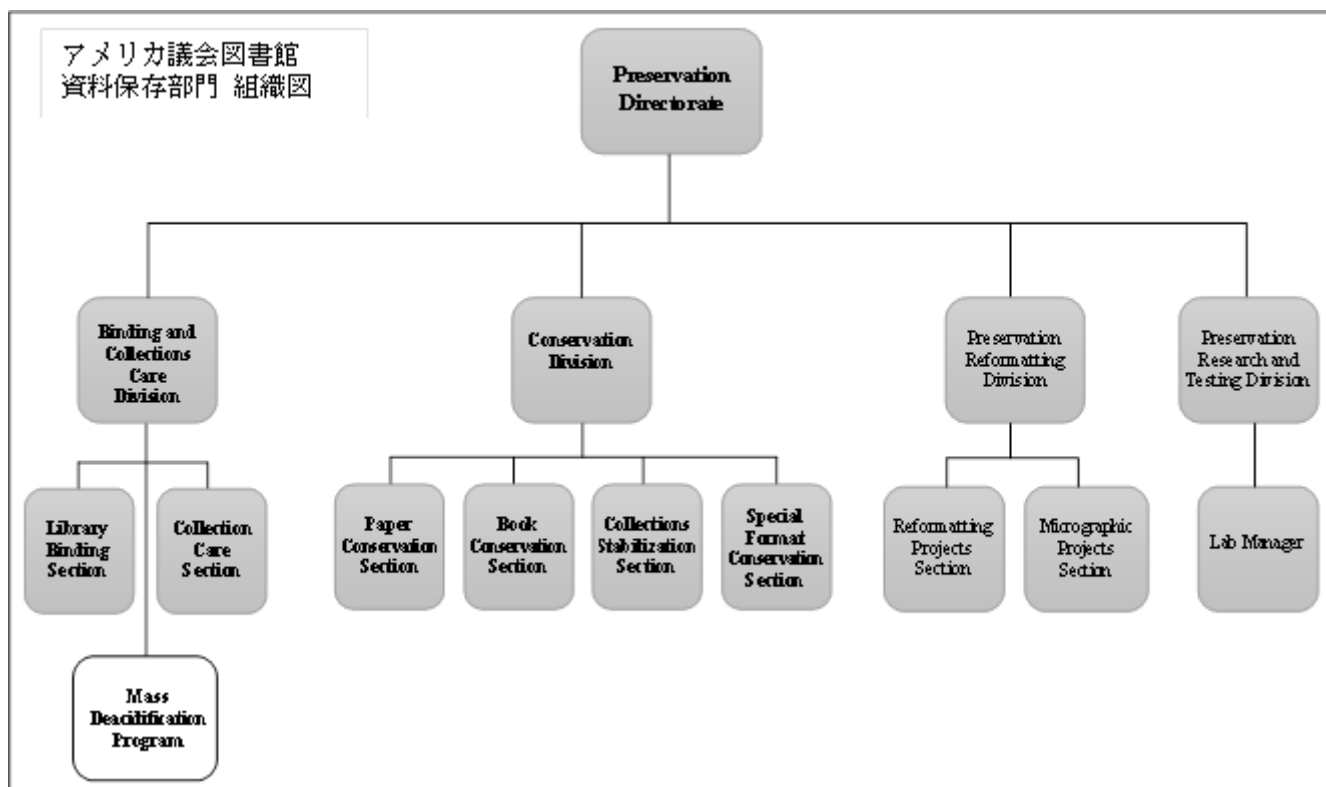 アメリカ議会図書館
資料保存部門 組織図
Preservation
Directorate
Binding and
Collections
Care
Division
Conservation
Division
Preservation
Reformatting
Division
Preservation
Research and
Testing Division
Library
Binding
Section
Collection
Care
Section
Paper
Conservation
Section
Book
Conservation
Section
Collections
Stabilization
Section
Special
Format
Conservation
Section
Reformatting
Projects
Section
Micrographic
Projects
Section
Lab Manager
Mass
Deacidification
Program